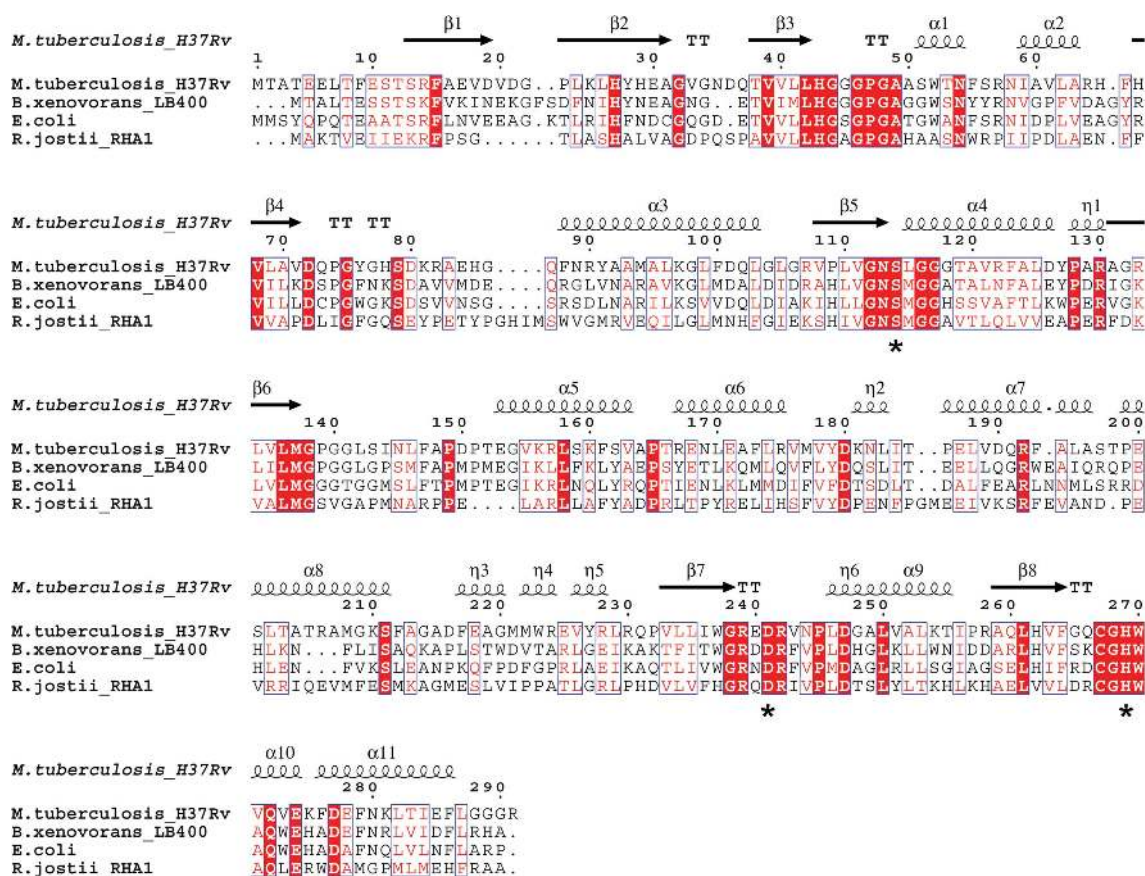 β1 β2 β3 α1 α2
M.tuberculosis_H37Rv TT TT
1 10 20 30 40 50 60
M.tuberculosis_H37Rv MTATEELTFESTSRFAEVDVDG..PLKLHYHEAGVGNDQTVVLLHGGGPGAASWTNFSRNIAVLARH.FH
B.xenovorans_LB400 ...MTALTESSTSKFVKINEKGFSDFNIHYNEAGNG..ETVIMLHGGGPGAGGWSNYYRNVGPFVDAGYR
E.coli MMSYQPQTEAATSRFLNVEEAGKTLRIHFNDCGQGD.ETVVLLHGSGPGATGWANFSRNIDPLVEAGYR
R.jostii_RHA1 ...MAKTVEIIEKRFPSG....TLASHALVAGDPQSPAVVLLHGAGPGAHAASNWRPIIPDLAEN.FF
β4 α3 β5 α4 η1
M.tuberculosis_H37Rv TT TT
70 80 90 100 110 120 130
M.tuberculosis_H37Rv VLAVDQPGYGHSDKRAEHG....QFNRYAAMALKGLFDQLGLGRVPLVGNSLGGGTAVRFALDYPARAGR
B.xenovorans_LB400 VILKDSPGFNKSDAVVMDE....QRGLVNARAVKGLMDALDIDRAHLVGNSMGGATALNFALEYPDRIGK
E.coli VILLDCPGWGKSDSVVNSG....SRSDLNARILKSVVDQLDIAKIHLLGNSMGGHSSVAFTLKWPERVGK
R.jostii_RHA1 VVAPDLIGFGQSEYPETYPGHIMSWVGMRVEQILGLMNHFGIEKSHIVGNSMGGAVTLQLVVEAPERFDK
*
β6 α5 α6 η2 α7
M.tuberculosis_H37Rv
140 150 160 170 180 190 200
M.tuberculosis_H37Rv LVLMGPGGLSINLFAPDPTEGVKRLSKFSVAPTRENLEAFLRVMVYDKNLIT..PELVDQRF.ALASTPE
B.xenovorans_LB400 LILMGPGGLGPSMFAPMPMEGIKLLFKLYAEPSYETLKQMLQVFLYDQSLIT..EELLQGRWEAIQRQPE
E.coli LVLMGGGTGGMSLFTPMPTEGIKRLNQLYRQPTIENLKLMMDIFVFDTSDLT..DALFEARLNNMLSRRD
R.jostii_RHA1 VALMGSVGAPMNARPPE....LARLLAFYADPRLTPYRELIHSFVYDPENFPGMEEIVKSRFEVAND.PE
α8 η3 η4 η5 β7 η6 α9 β8
M.tuberculosis_H37Rv TT TT
210 220 230 240 250 260 270
M.tuberculosis_H37Rv SLTATRAMGKSFAGADFEAGMMWREVYRLRQPVLLIWGREDRVNPLDGALVALKTIPRAQLHVFGQCGHW
B.xenovorans_LB400 HLKN...FLISAQKAPLSTWDVTARLGEIKAKTFITWGRDDRFVPLDHGLKLLWNIDDARLHVFSKCGHW
E.coli HLENFVKSLEANPKQFPDFGPRLAEIKAQTLIVWGRNDRFVPMDAGLRLLSGIAGSELHIFRDCGHW
R.jostii_RHA1 VRRIQEVMFESMKAGMESLVIPPATLGRLPHDVLVFHGRQDRIVPLDTSLYLTKHLKHAELVVLDRCGHW
* *
α10 α11
M.tuberculosis_H37Rv
280 290
M.tuberculosis_H37Rv VQVEKFDEFNKLTIEFLGGGR
B.xenovorans_LB400 AQWEHADEFNRLVIDFLRHA.
E.coli AQWEHADAFNQLVLNFLARP.
R.jostii RHA1 AQLERWDAMGPMLMEHFRAA.